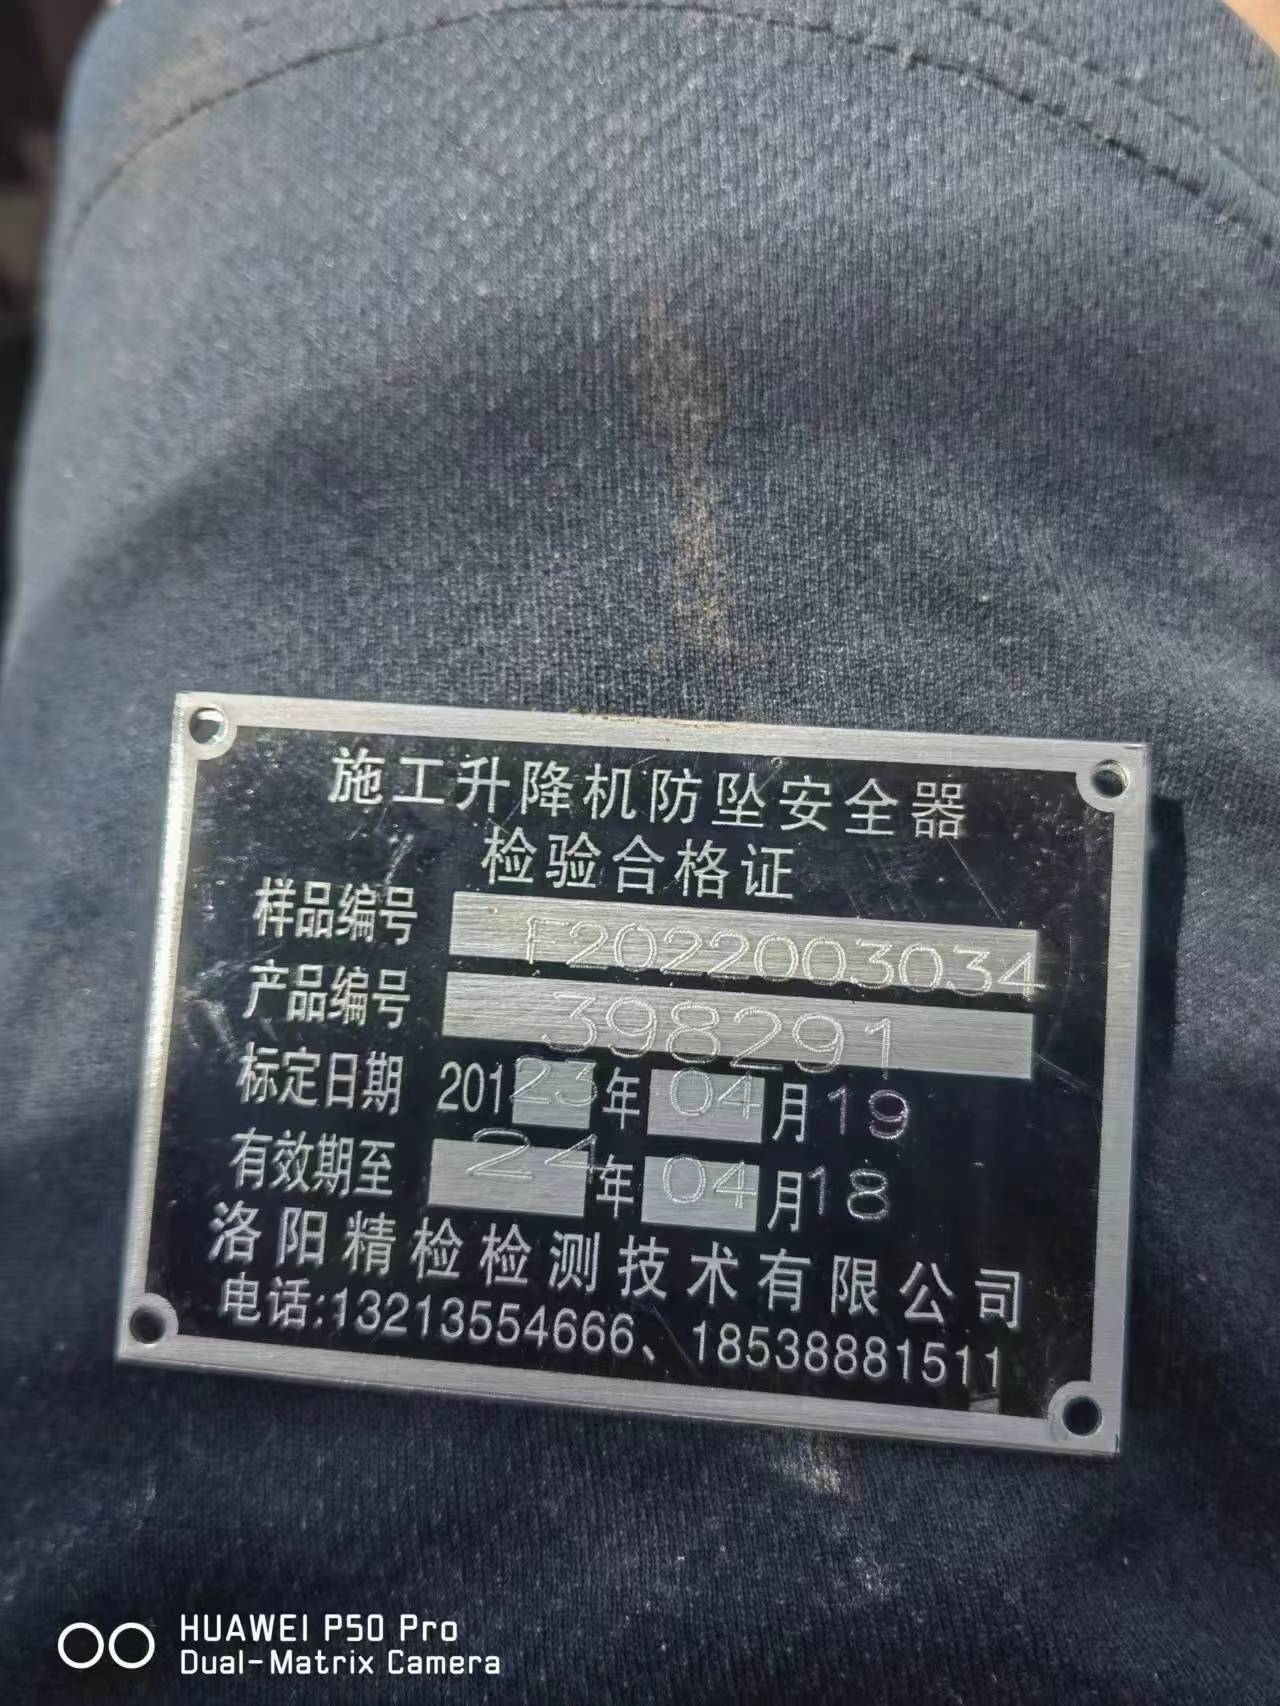 施工升降机防坠安全器
检验合格证
样品编号 F2022003034
产品编号 398291
标定日期 20123年04月19
有效期至 24年04月18
洛阳精检检测技术有限公司
电话:13213554666、18538881511
HUAWEI P50 Pro
Dual-Matrix Camera